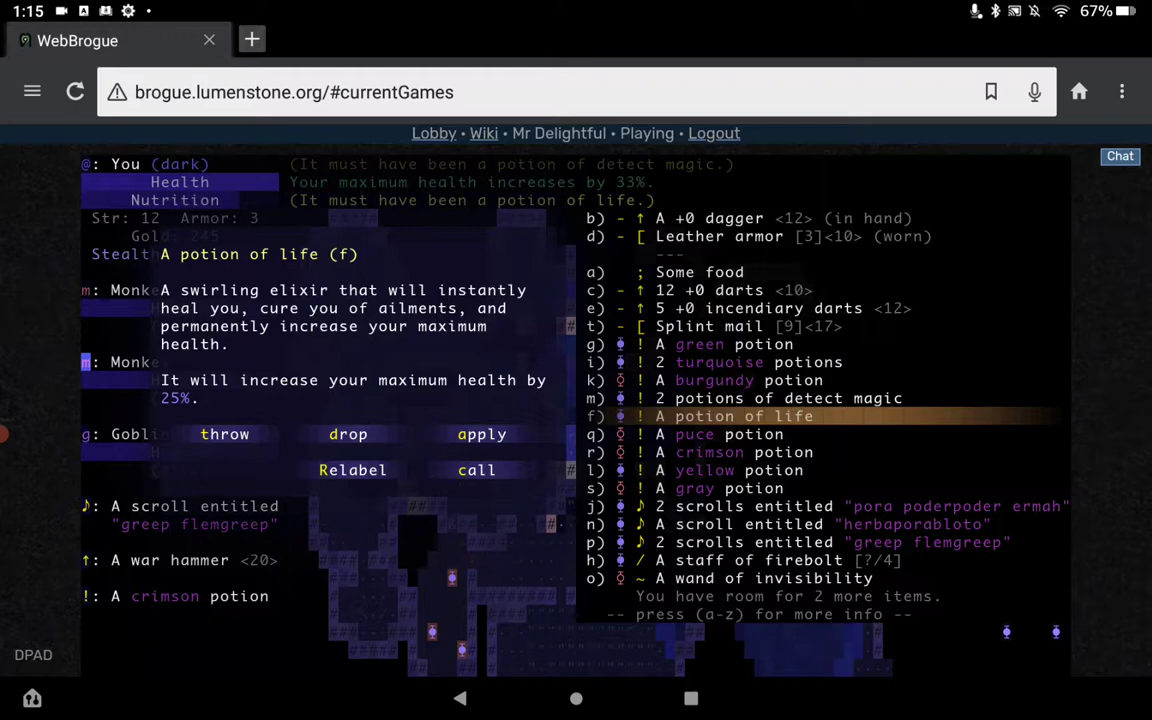 1:15
67%
WebBrogue
brogue.lumenstone.org/#currentGames
Lobby • Wiki • Mr Delightful • Playing • Logout
Chat
@: You (dark)
(It must have been a potion of detect magic.)
Health
Your maximum health increases by 33%.
Nutrition
(It must have been a potion of life.)
Str: 12 Armor: 3
Gold: 245
Stealt
A potion of life (f)
A swirling elixir that will instantly
heal you, cure you of ailments, and
permanently increase your maximum
health.
It will increase your maximum health by
25%.
throw drop apply
Relabel call
m: Monke
m: Monke
g: Gobli
♪: A scroll entitled
"greep flemgreep"
↑: A war hammer <20>
!: A crimson potion
b) - ↑ A +0 dagger <12> (in hand)
d) - [ Leather armor [3]<10> (worn)
---
a) ; Some food
c) - ↑ 12 +0 darts <10>
e) - ↑ 5 +0 incendiary darts <12>
t) - [ Splint mail [9]<17>
g) ! A green potion
i) ! 2 turquoise potions
k) ! A burgundy potion
m) ! 2 potions of detect magic
f) ! A potion of life
q) ! A puce potion
r) ! A crimson potion
l) ! A yellow potion
s) ! A gray potion
j) ♪ 2 scrolls entitled "pora poderpoder ermah"
n) ♪ A scroll entitled "herbaporabloto"
p) ♪ 2 scrolls entitled "greep flemgreep"
h) / A staff of firebolt [?/4]
o) ~ A wand of invisibility
You have room for 2 more items.
-- press (a-z) for more info --
DPAD